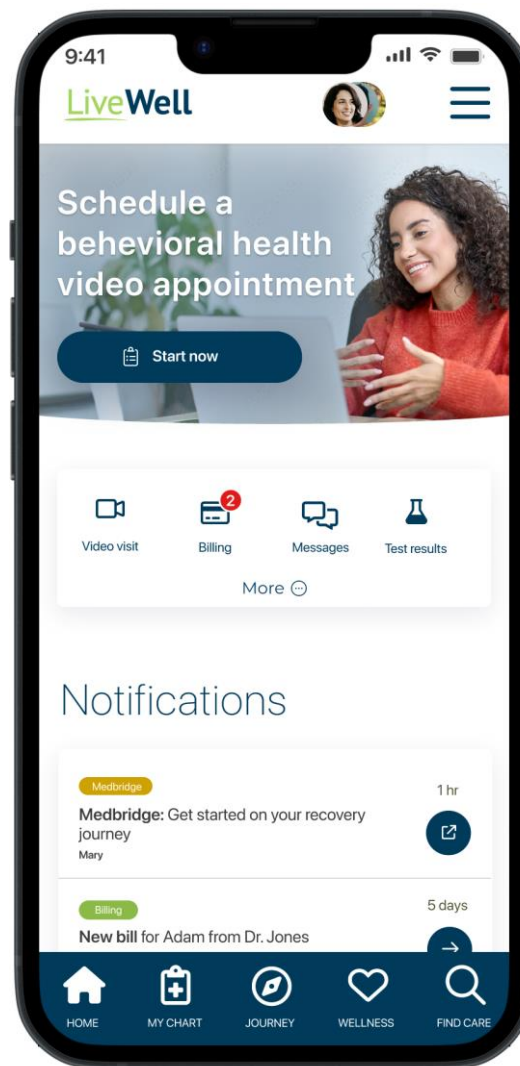 9:41
LiveWell
Schedule a
behevioral health
video appointment
Start now
2
Video visit Billing Messages Test results
More
Notifications
Medbridge
1 hr
Medbridge: Get started on your recovery
journey
Mary
Billing
5 days
New bill for Adam from Dr. Jones
HOME MY CHART JOURNEY WELLNESS FIND CARE